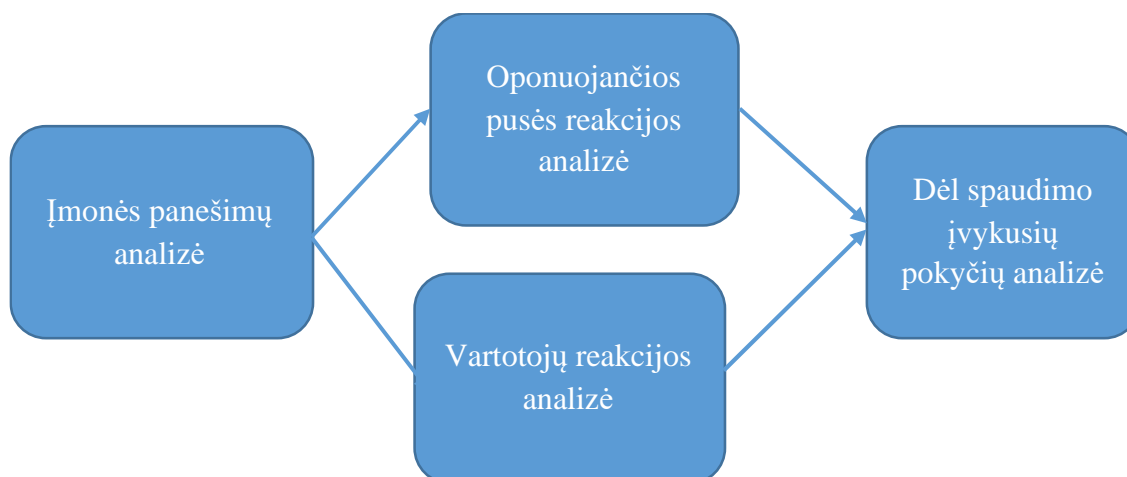 Įmonės panešimų
analizė
Oponuojančios
pusės reakcijos
analizė
Vartotojų reakcijos
analizė
Dėl spaudimo
įvykusių
pokyčių analizė